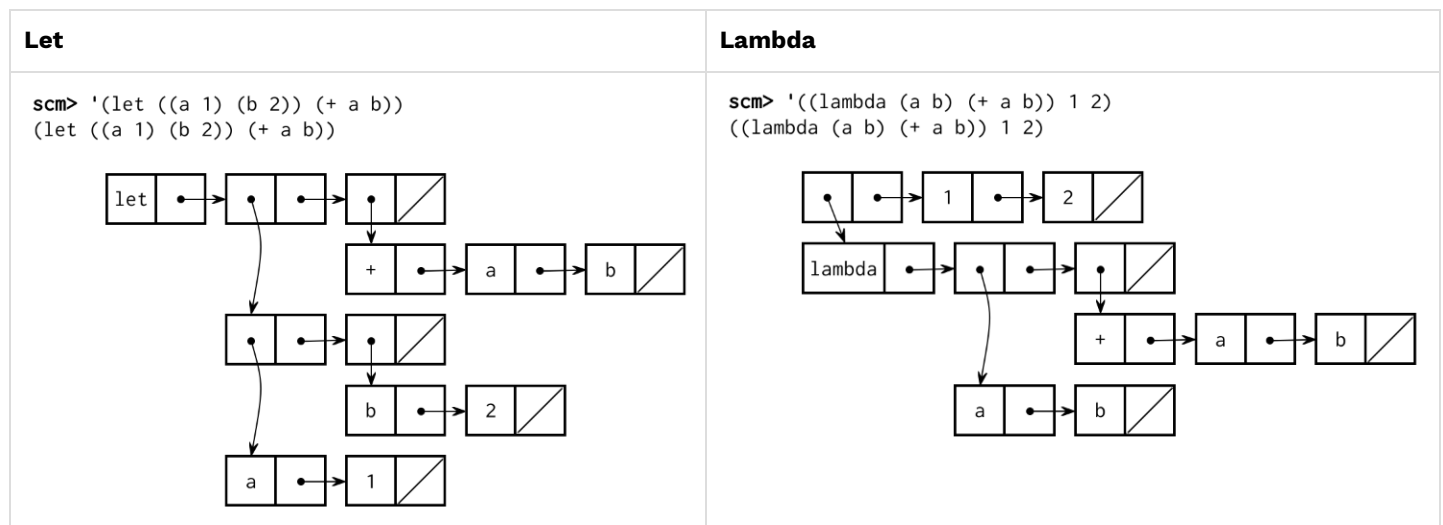 Let
scm> '(let ((a 1) (b 2)) (+ a b))
(let ((a 1) (b 2)) (+ a b))
let
+ a b
b 2
a 1
Lambda
scm> '((lambda (a b) (+ a b)) 1 2)
((lambda (a b) (+ a b)) 1 2)
1 2
lambda
+ a b
a b